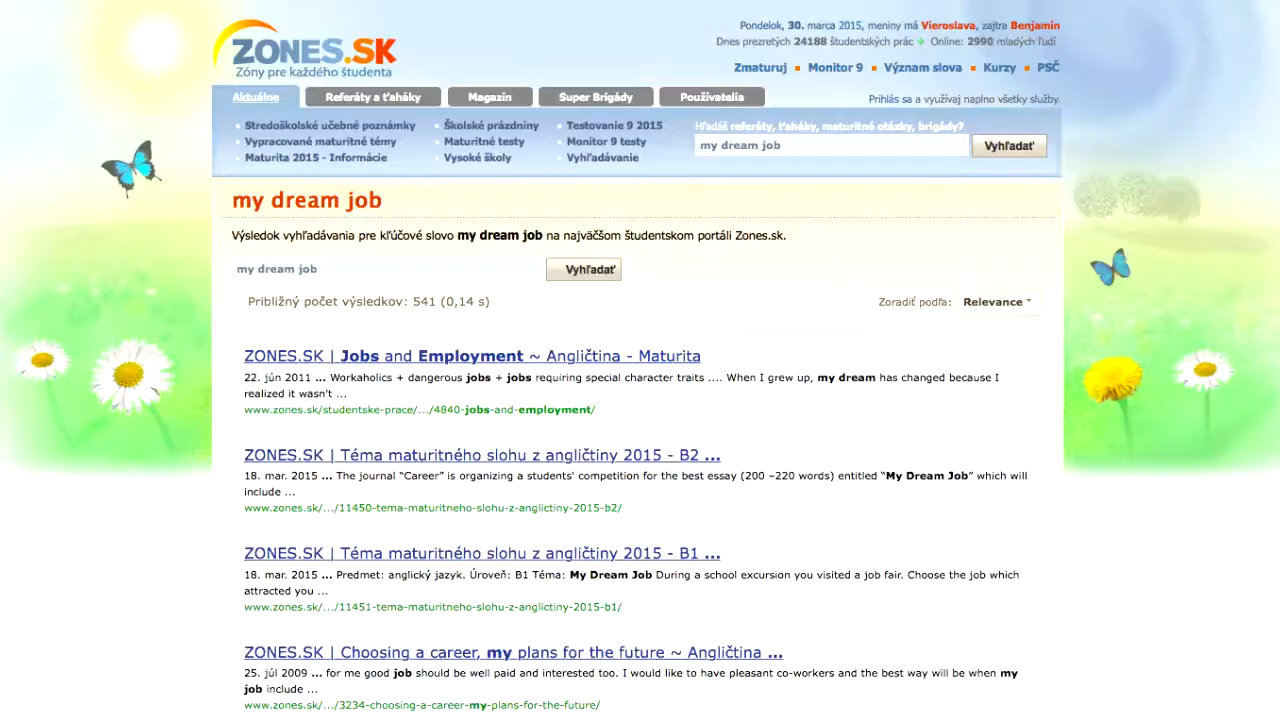 Pondelok, 30. marca 2015, meniny má Vieroslava, zajtra Benjamín
ZONES.SK
Dnes prezretých 24188 študentských prác Online: 2990 mladých ľudí
Zóny pre každého študenta
Zmaturuj Monitor 9 Význam slova Kurzy PSČ
Aktuálne Referáty a ťaháky Magazín Super Brigády Používatelia Prihlás sa a využívaj naplno všetky služby.
Stredoškolské učebné poznámky Školské prázdniny Testovanie 9 2015 Hľadáš referáty, ťaháky, maturitné otázky, brigády?
Vypracované maturitné témy Maturitné testy Monitor 9 testy my dream job Vyhľadať
Maturita 2015 - Informácie Vysoké školy Vyhľadávanie
my dream job
Výsledok vyhľadávania pre kľúčové slovo my dream job na najväčšom študentskom portáli Zones.sk.
my dream job Vyhľadať
Približný počet výsledkov: 541 (0,14 s) Zoradiť podľa: Relevance
ZONES.SK | Jobs and Employment ~ Angličtina - Maturita
22. jún 2011 ... Workaholics + dangerous jobs + jobs requiring special character traits .... When I grew up, my dream has changed because I
realized it wasn't ...
www.zones.sk/studentske-prace/.../4840-jobs-and-employment/
ZONES.SK | Téma maturitného slohu z angličtiny 2015 - B2 ...
18. mar. 2015 ... The journal “Career” is organizing a students' competition for the best essay (200 –220 words) entitled “My Dream Job” which will
include ...
www.zones.sk/.../11450-tema-maturitneho-slohu-z-anglictiny-2015-b2/
ZONES.SK | Téma maturitného slohu z angličtiny 2015 - B1 ...
18. mar. 2015 ... Predmet: anglický jazyk. Úroveň: B1 Téma: My Dream Job During a school excursion you visited a job fair. Choose the job which
attracted you ...
www.zones.sk/.../11451-tema-maturitneho-slohu-z-anglictiny-2015-b1/
ZONES.SK | Choosing a career, my plans for the future ~ Angličtina ...
25. júl 2009 ... for me good job should be well paid and interested too. I would like to have pleasant co-workers and the best way will be when my
job include ...
www.zones.sk/.../3234-choosing-a-career-my-plans-for-the-future/